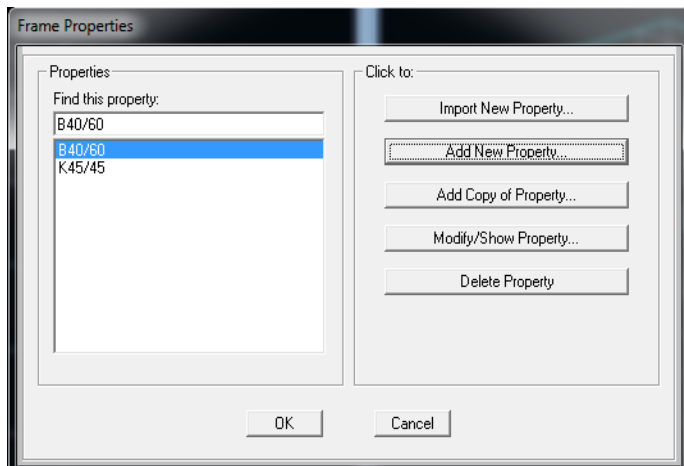 Frame Properties
Properties
Find this property:
B40/60
B40/60
K45/45
Click to:
Import New Property...
Add New Property...
Add Copy of Property...
Modify/Show Property...
Delete Property
OK
Cancel